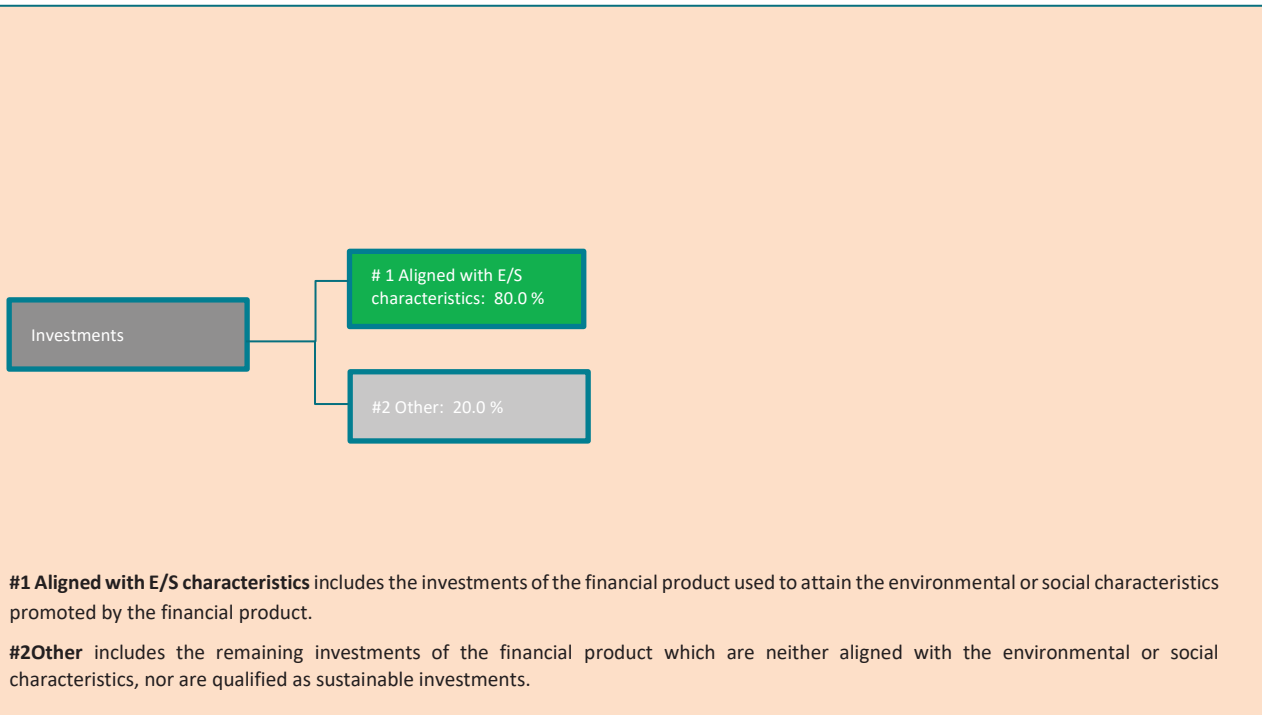 # 1 Aligned with E/S
characteristics: 80.0 %
Investments
#2 Other: 20.0 %
#1 Aligned with E/S characteristics includes the investments of the financial product used to attain the environmental or social characteristics
promoted by the financial product.
#2Other includes the remaining investments of the financial product which are neither aligned with the environmental or social
characteristics, nor are qualified as sustainable investments.